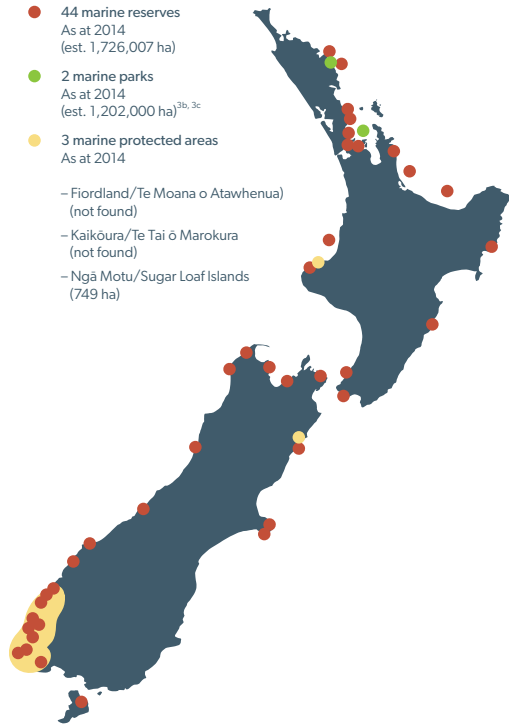 44 marine reserves
As at 2014
(est. 1,726,007 ha)
2 marine parks
As at 2014
(est. 1,202,000 ha)3b, 3c
3 marine protected areas
As at 2014
– Fiordland/Te Moana o Atawhenua)
(not found)
– Kaikōura/Te Tai ō Marokura
(not found)
– Ngā Motu/Sugar Loaf Islands
(749 ha)